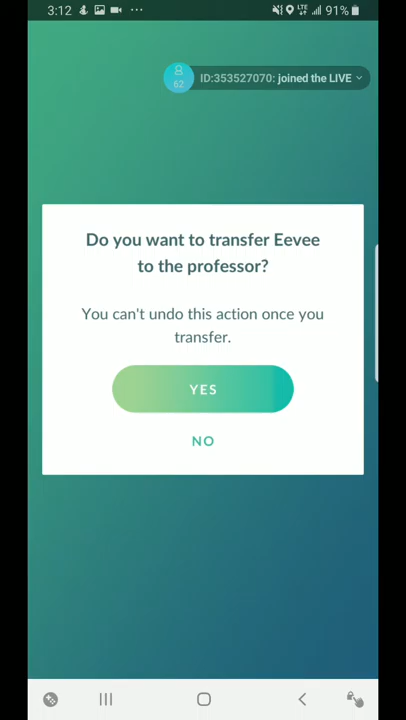 3:12 LTE 91%
ID:353527070: joined the LIVE
62
Do you want to transfer Eevee
to the professor?
You can't undo this action once you
transfer.
YES
NO